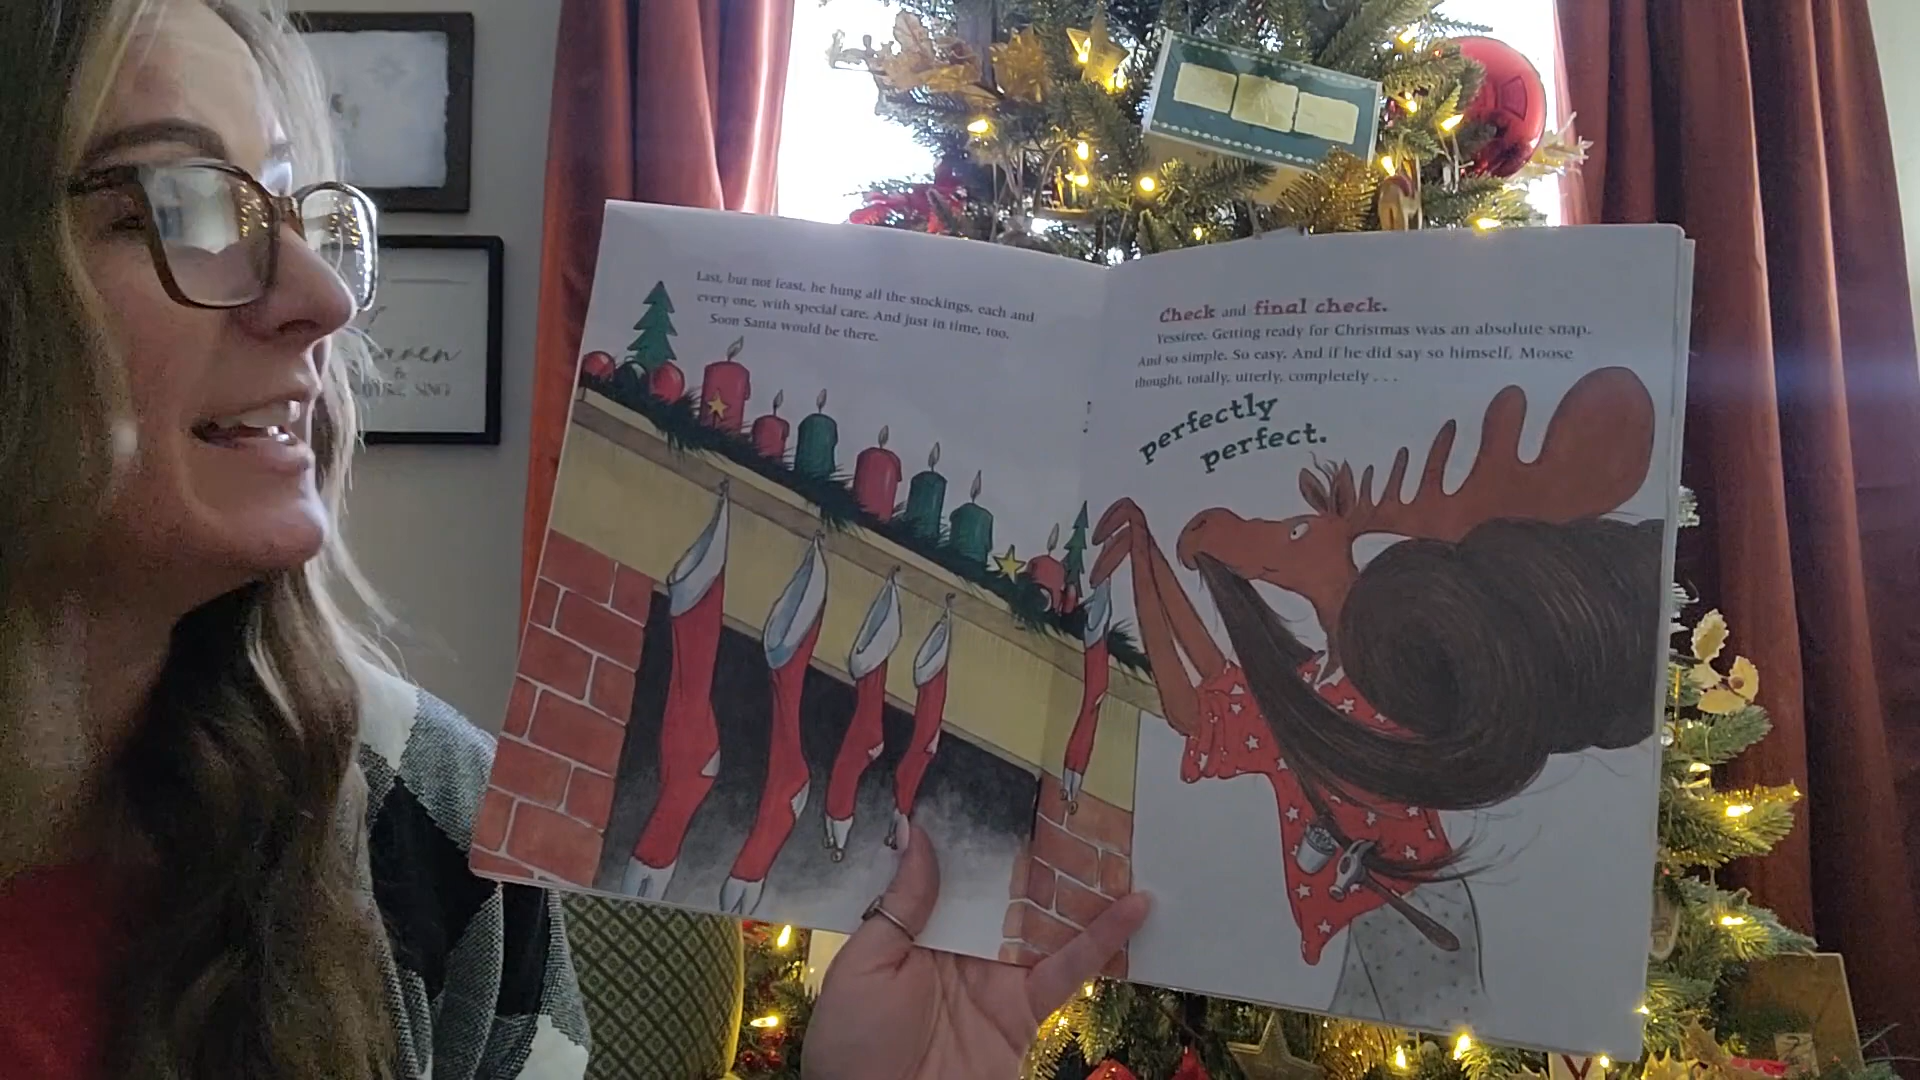 Last, but not least, he hung all the stockings, each and
every one, with special care. And just in time, too.
Soon Santa would be there.
Check and final check.
Yessiree. Getting ready for Christmas was an absolute snap.
And so simple. So easy. And if he did say so himself, Moose
thought, totally, utterly, completely . . .
perfectly
perfect.
&